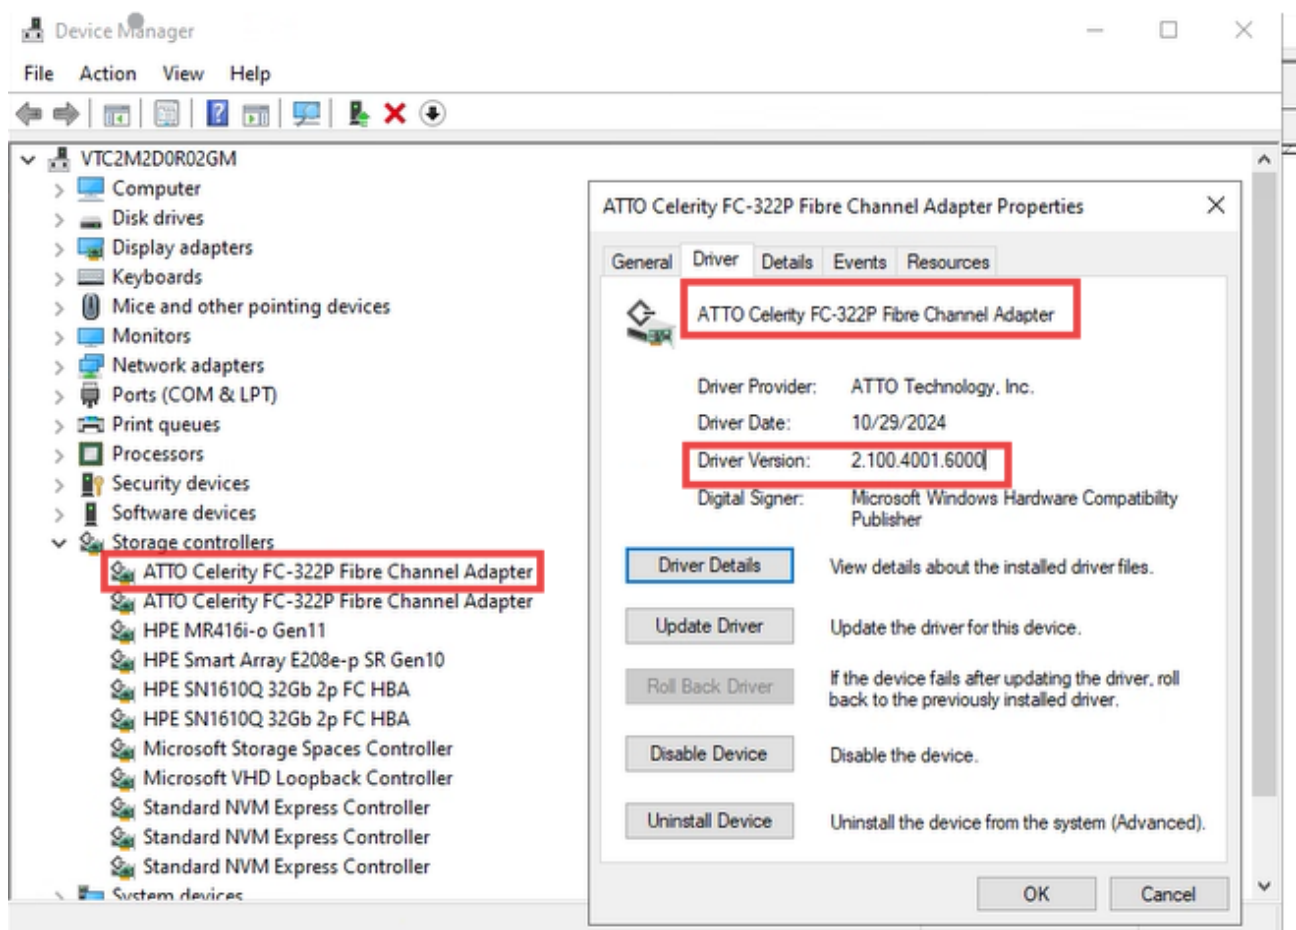 Device Manager
File Action View Help
VTC2M2D0R02GM
Computer
Disk drives
Display adapters
Keyboards
Mice and other pointing devices
Monitors
Network adapters
Ports (COM & LPT)
Print queues
Processors
Security devices
Software devices
Storage controllers
ATTO Celerity FC-322P Fibre Channel Adapter
ATTO Celerity FC-322P Fibre Channel Adapter
HPE MR416i-o Gen11
HPE Smart Array E208e-p SR Gen10
HPE SN1610Q 32Gb 2p FC HBA
HPE SN1610Q 32Gb 2p FC HBA
Microsoft Storage Spaces Controller
Microsoft VHD Loopback Controller
Standard NVM Express Controller
Standard NVM Express Controller
Standard NVM Express Controller
System devices
ATTO Celerity FC-322P Fibre Channel Adapter Properties
General Driver Details Events Resources
ATTO Celerity FC-322P Fibre Channel Adapter
Driver Provider: ATTO Technology, Inc.
Driver Date: 10/29/2024
Driver Version: 2.100.4001.6000
Digital Signer: Microsoft Windows Hardware Compatibility
Publisher
Driver Details View details about the installed driver files.
Update Driver Update the driver for this device.
Roll Back Driver If the device fails after updating the driver, roll
back to the previously installed driver.
Disable Device Disable the device.
Uninstall Device Uninstall the device from the system (Advanced).
OK Cancel